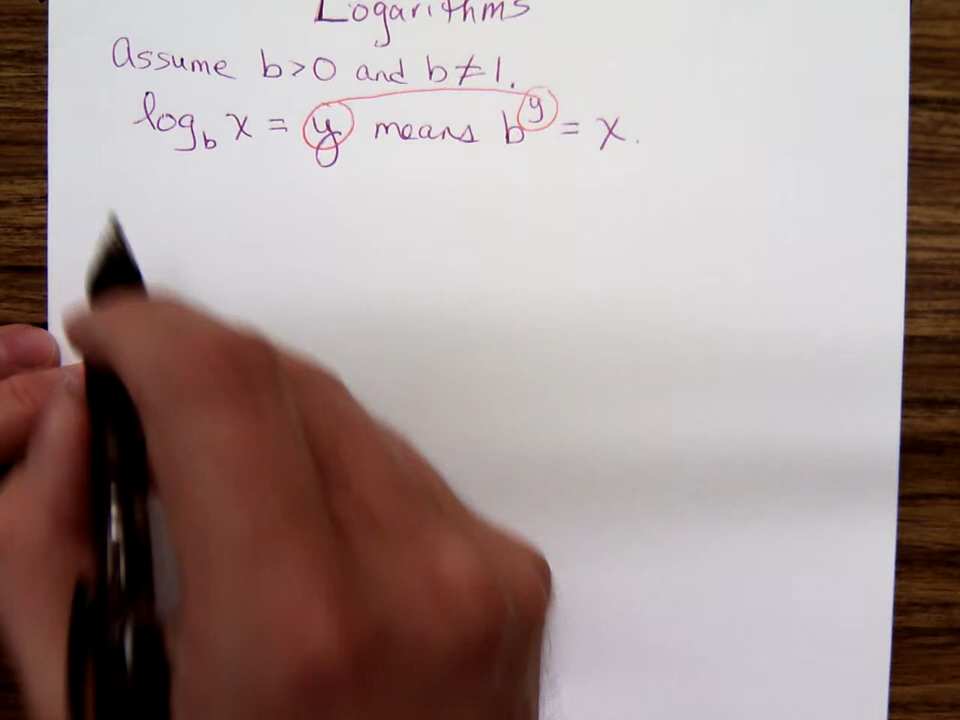 Logarithms
Assume b>0 and b≠1.
log_b x = y means b^y = x.